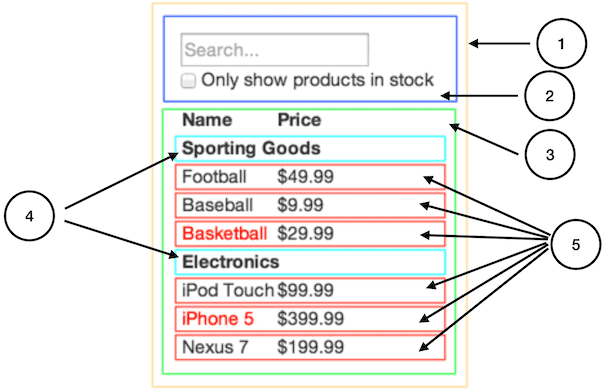 Search...
1
Only show products in stock
2
Name Price
3
Sporting Goods
Football $49.99
Baseball $9.99
4
Basketball $29.99
5
Electronics
iPod Touch $99.99
iPhone 5 $399.99
Nexus 7 $199.99